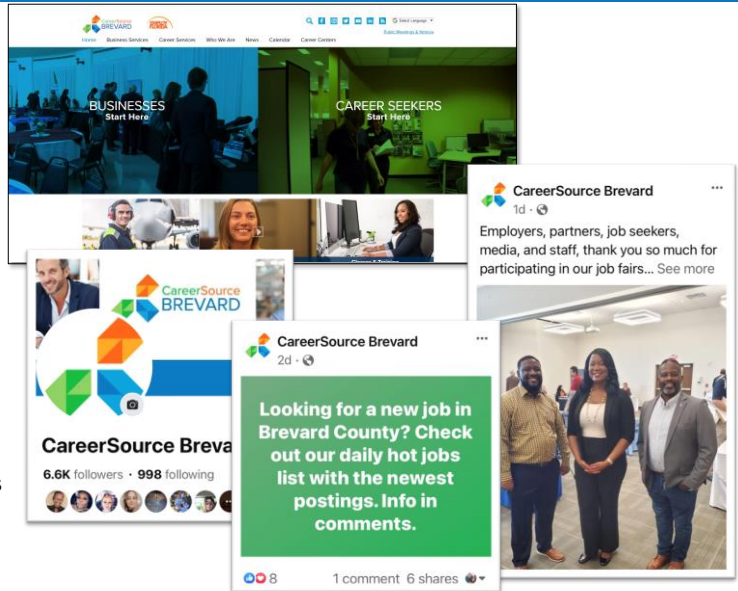 CareerSource
BREVARD
CAREERSOURCE
FLORIDA
Select Language
Public Meetings & Notices
Home Business Services Career Services Who We Are News Calendar Career Centers
BUSINESSES
Start Here
CAREER SEEKERS
Start Here
CareerSource Brevard
1d
Employers, partners, job seekers,
media, and staff, thank you so much for
participating in our job fairs... See more
CareerSource
BREVARD
CareerSource Breva
6.6K followers • 998 following
s
CareerSource Brevard
2d
Looking for a new job in
Brevard County? Check
out our daily hot jobs
list with the newest
postings. Info in
comments.
8 1 comment 6 shares